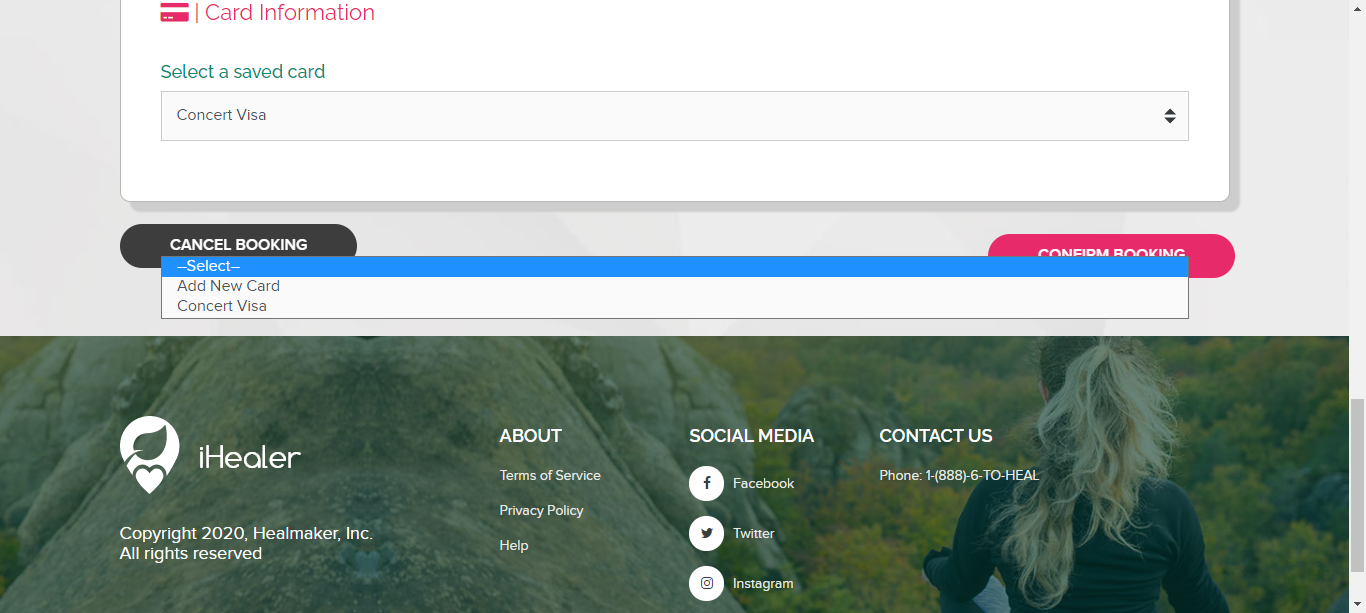 | Card Information
Select a saved card
Concert Visa
CANCEL BOOKING
CONFIRM BOOKING
--Select--
Add New Card
Concert Visa
iHealer
Copyright 2020, Healmaker, Inc.
All rights reserved
ABOUT
Terms of Service
Privacy Policy
Help
SOCIAL MEDIA
Facebook
Twitter
Instagram
CONTACT US
Phone: 1-(888)-6-TO-HEAL